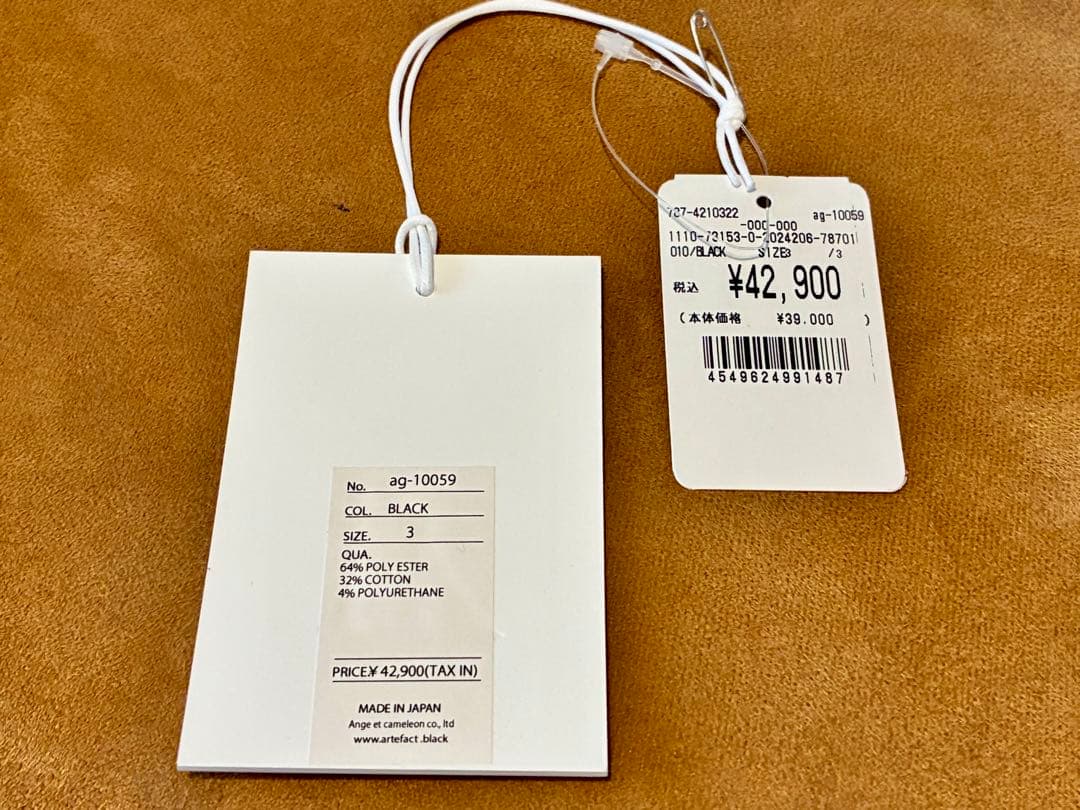 No. ag-10059
COL. BLACK
SIZE. 3
QUA.
64% POLY ESTER
32% COTTON
4% POLYURETHANE
PRICE¥ 42,900(TAX IN)
MADE IN JAPAN
Ange et cameleon co., ltd
www.artefact .black
ag-10059
-000-000
1110-73153-0-2024206-78701
010/BLACK SIZE3 /3
税込 ¥42,900
(本体価格 ¥39.000 )
4549624991487